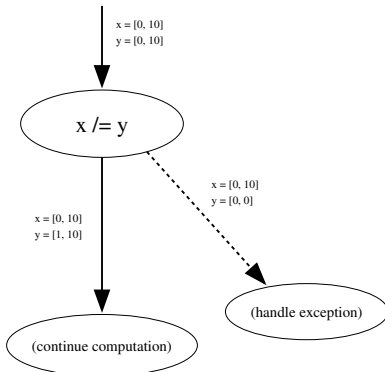 x = [0, 10]
y = [0, 10]
x /= y
x = [0, 10]
y = [0, 0]
x = [0, 10]
y = [1, 10]
(handle exception)
(continue computation)